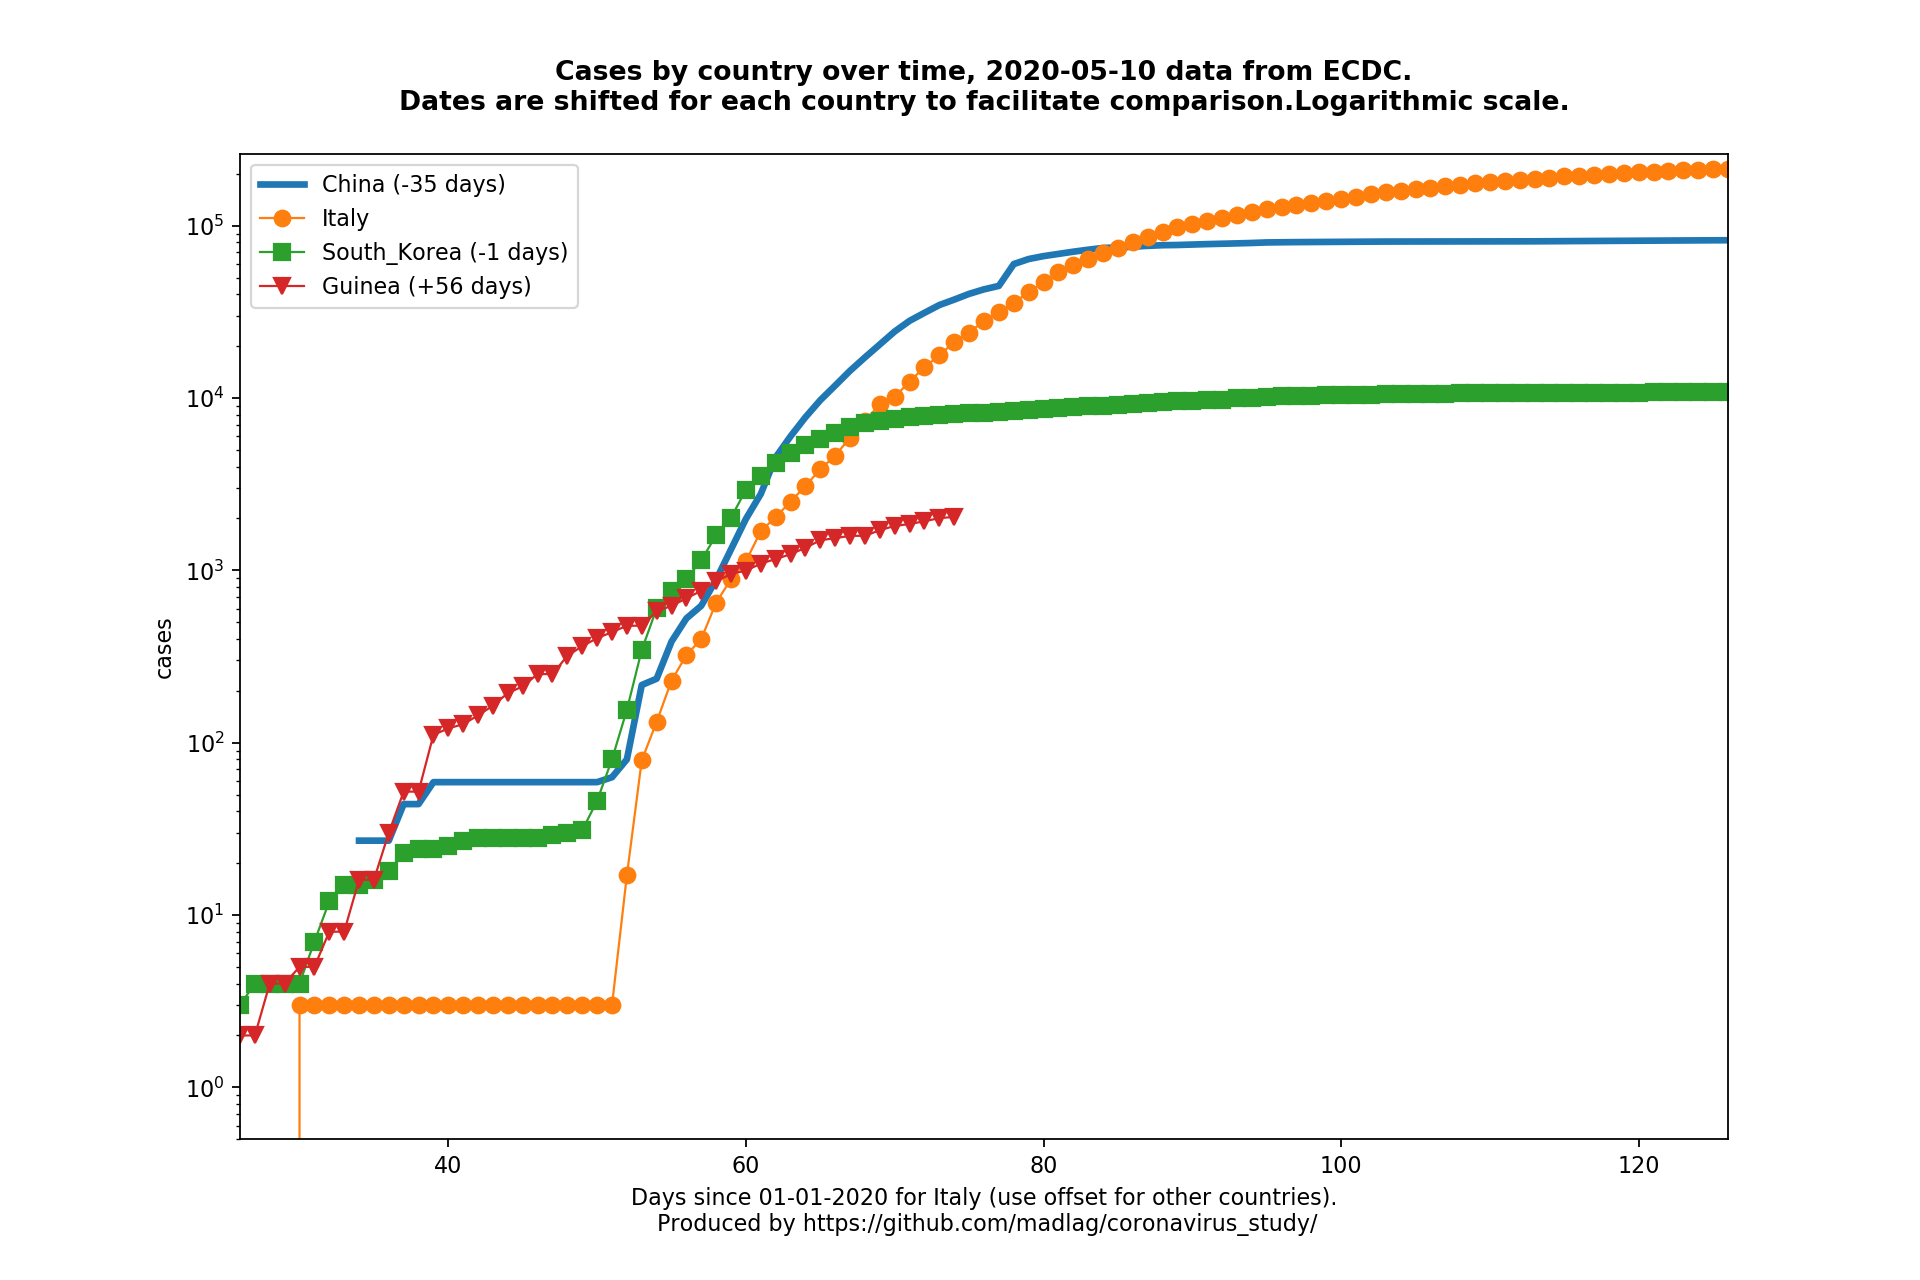 Cases by country over time, 2020-05-10 data from ECDC.
Dates are shifted for each country to facilitate comparison.Logarithmic scale.
China (-35 days)
Italy
South_Korea (-1 days)
Guinea (+56 days)
10^5
10^4
10^3
10^2
10^1
10^0
cases
40 60 80 100 120
Days since 01-01-2020 for Italy (use offset for other countries).
Produced by https://github.com/madlag/coronavirus_study/